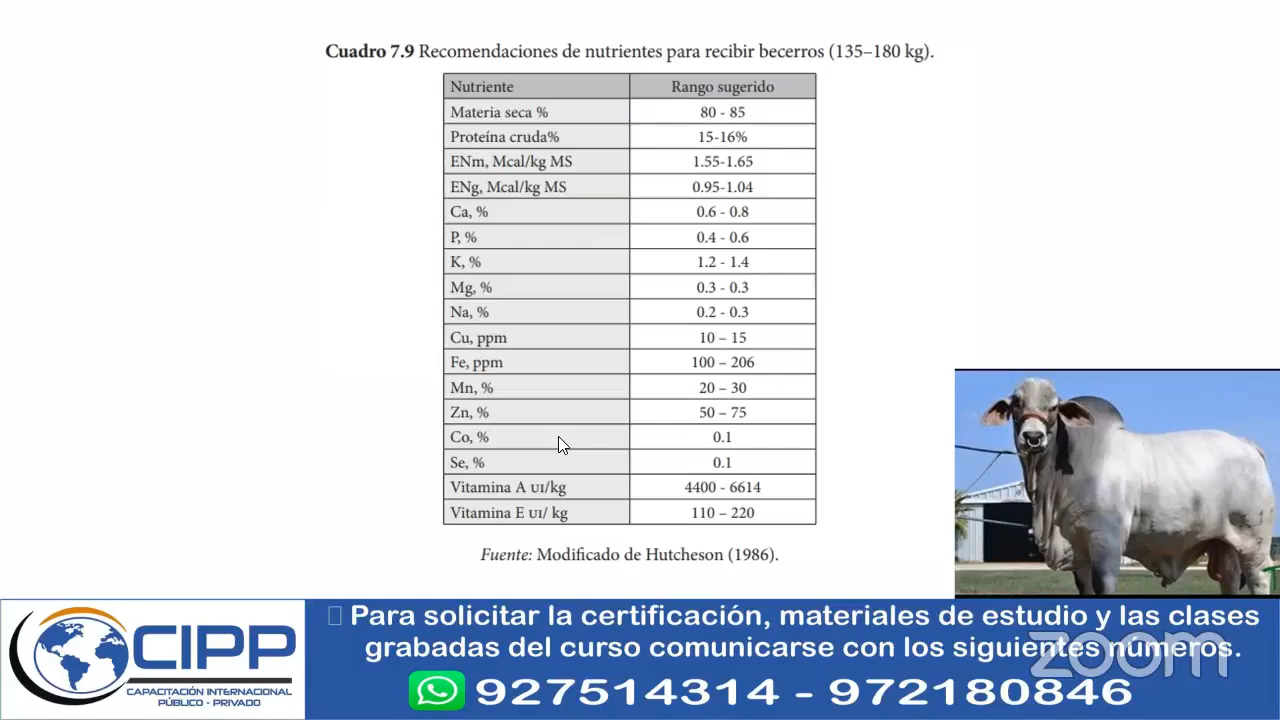 Cuadro 7.9 Recomendaciones de nutrientes para recibir becerros (135–180 kg).
Nutriente Rango sugerido
Materia seca % 80 - 85
Proteína cruda% 15-16%
ENm, Mcal/kg MS 1.55-1.65
ENg, Mcal/kg MS 0.95-1.04
Ca, % 0.6 - 0.8
P, % 0.4 - 0.6
K, % 1.2 - 1.4
Mg, % 0.3 - 0.3
Na, % 0.2 - 0.3
Cu, ppm 10 – 15
Fe, ppm 100 – 206
Mn, % 20 – 30
Zn, % 50 – 75
Co, % 0.1
Se, % 0.1
Vitamina A UI/kg 4400 - 6614
Vitamina E UI/ kg 110 – 220
Fuente: Modificado de Hutcheson (1986).
CIPP
CAPACITACIÓN INTERNACIONAL
PÚBLICO - PRIVADO
Para solicitar la certificación, materiales de estudio y las clases
grabadas del curso comunicarse con los siguientes números.
927514314 - 972180846
zoom